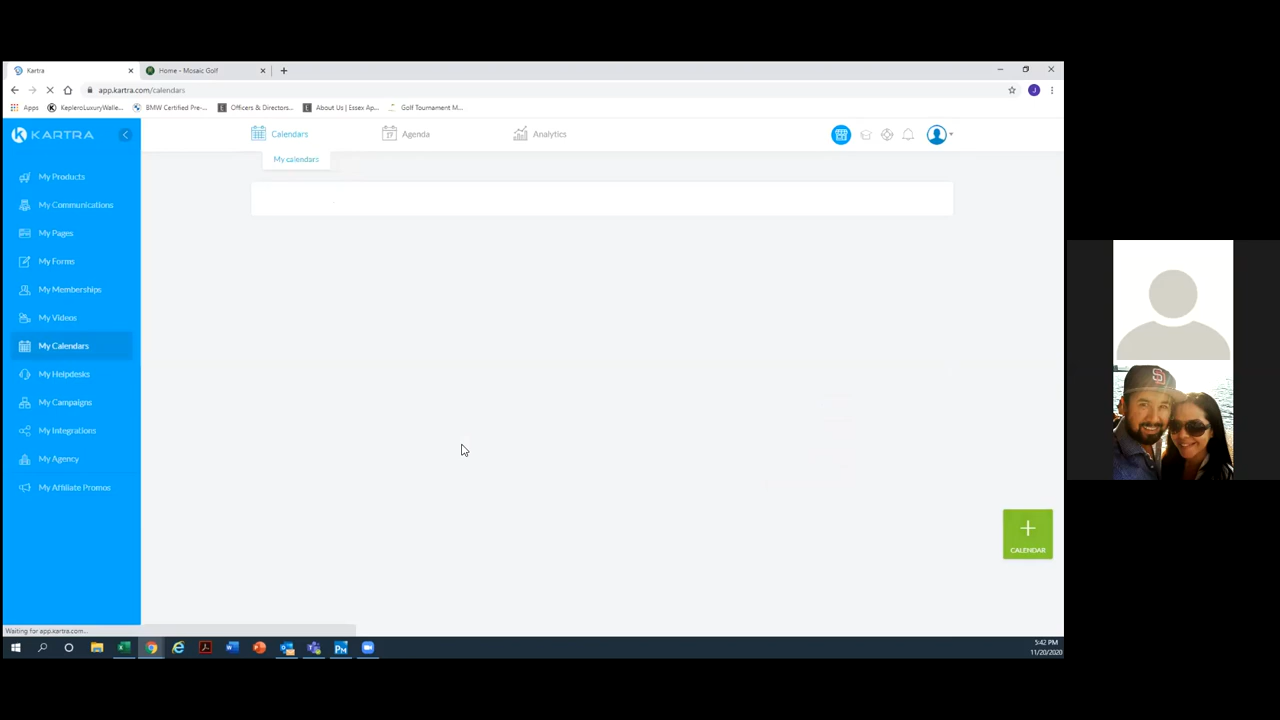 Kartra
Home - Mosaic Golf
app.kartra.com/calendars
Apps
KepleroLuxuryWalle...
BMW Certified Pre-...
Officers & Directors...
About Us | Essex Ap...
Golf Tournament M...
KARTRA
Calendars
Agenda
Analytics
My calendars
My Products
My Communications
My Pages
My Forms
My Memberships
My Videos
My Calendars
My Helpdesks
My Campaigns
My Integrations
My Agency
My Affiliate Promos
CALENDAR
Waiting for app.kartra.com...
5:42 PM
11/20/2020